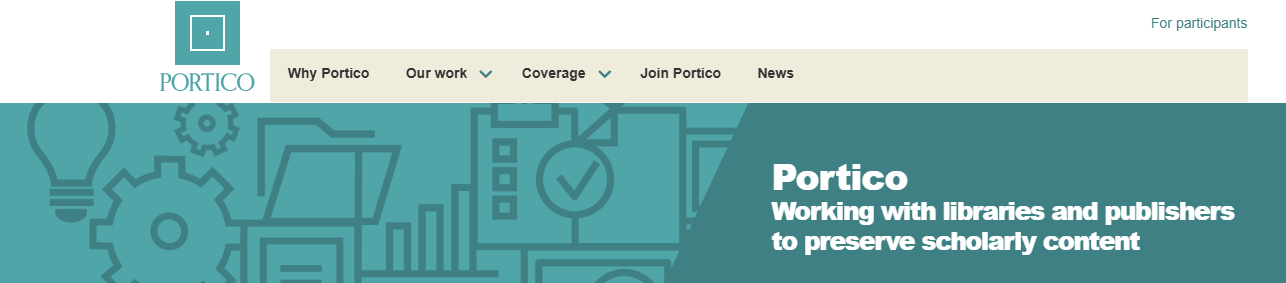 For participants
PORTICO
Why Portico Our work Coverage Join Portico News
Portico
Working with libraries and publishers
to preserve scholarly content